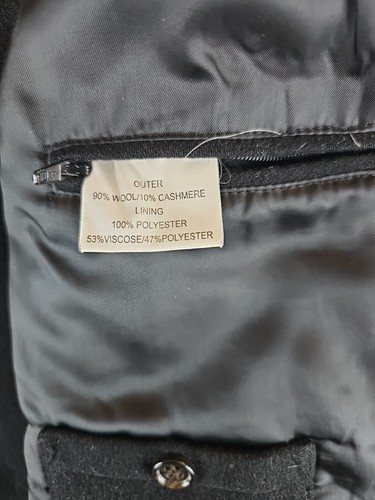 OUTER
90% WOOL/10% CASHMERE
LINING
100% POLYESTER
53%VISCOSE/47%POLYESTER